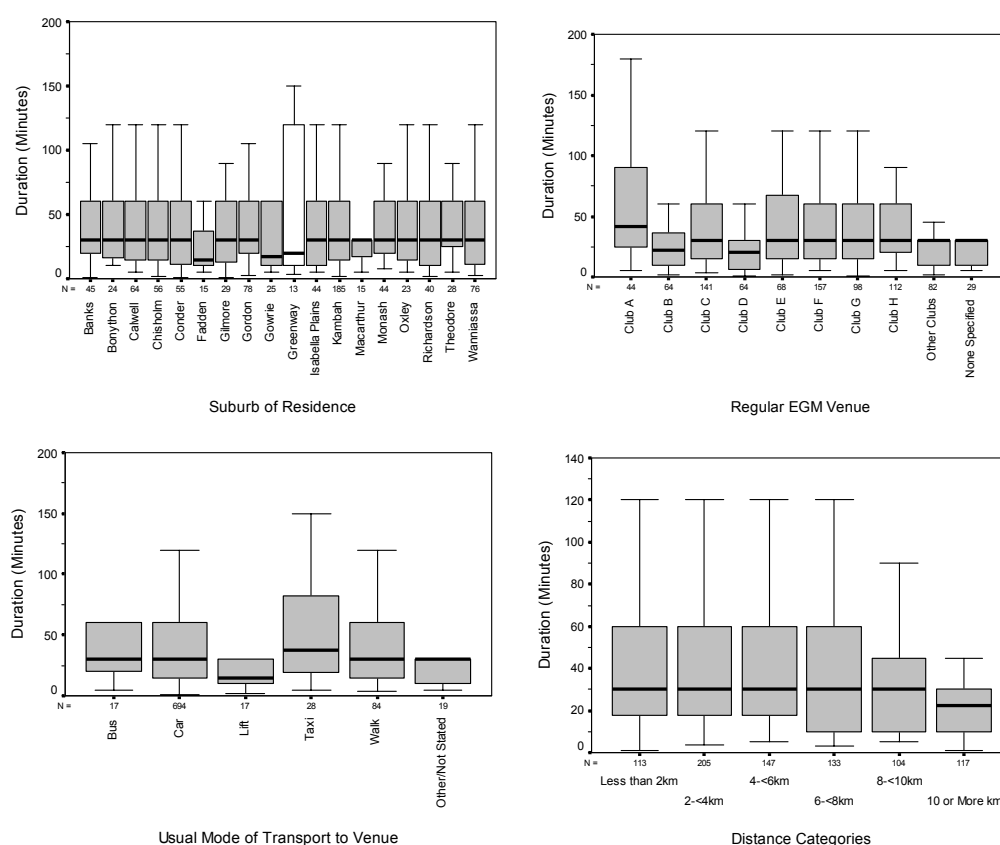 200
150
100
50
0
Duration (Minutes)
N = 45 24 64 56 55 15 29 78 25 13 44 185 15 44 23 40 28 76
Banks
Bonython
Calwell
Chisholm
Conder
Fadden
Gilmore
Gordon
Gowrie
Greenway
Isabella Plains
Kambah
Macarthur
Monash
Oxley
Richardson
Theodore
Wanniassa
Suburb of Residence
200
150
100
50
0
Duration (Minutes)
N = 44 64 141 64 68 157 98 112 82 29
Club A
Club B
Club C
Club D
Club E
Club F
Club G
Club H
Other Clubs
None Specified
Regular EGM Venue
200
150
100
50
0
Duration (Minutes)
N = 17 694 17 28 84 19
Bus
Car
Lift
Taxi
Walk
Other/Not Stated
Usual Mode of Transport to Venue
140
120
100
80
60
40
20
0
Duration (Minutes)
N = 113 205 147 133 104 117
Less than 2km
2-<4km
4-<6km
6-<8km
8-<10km
10 or More km
Distance Categories